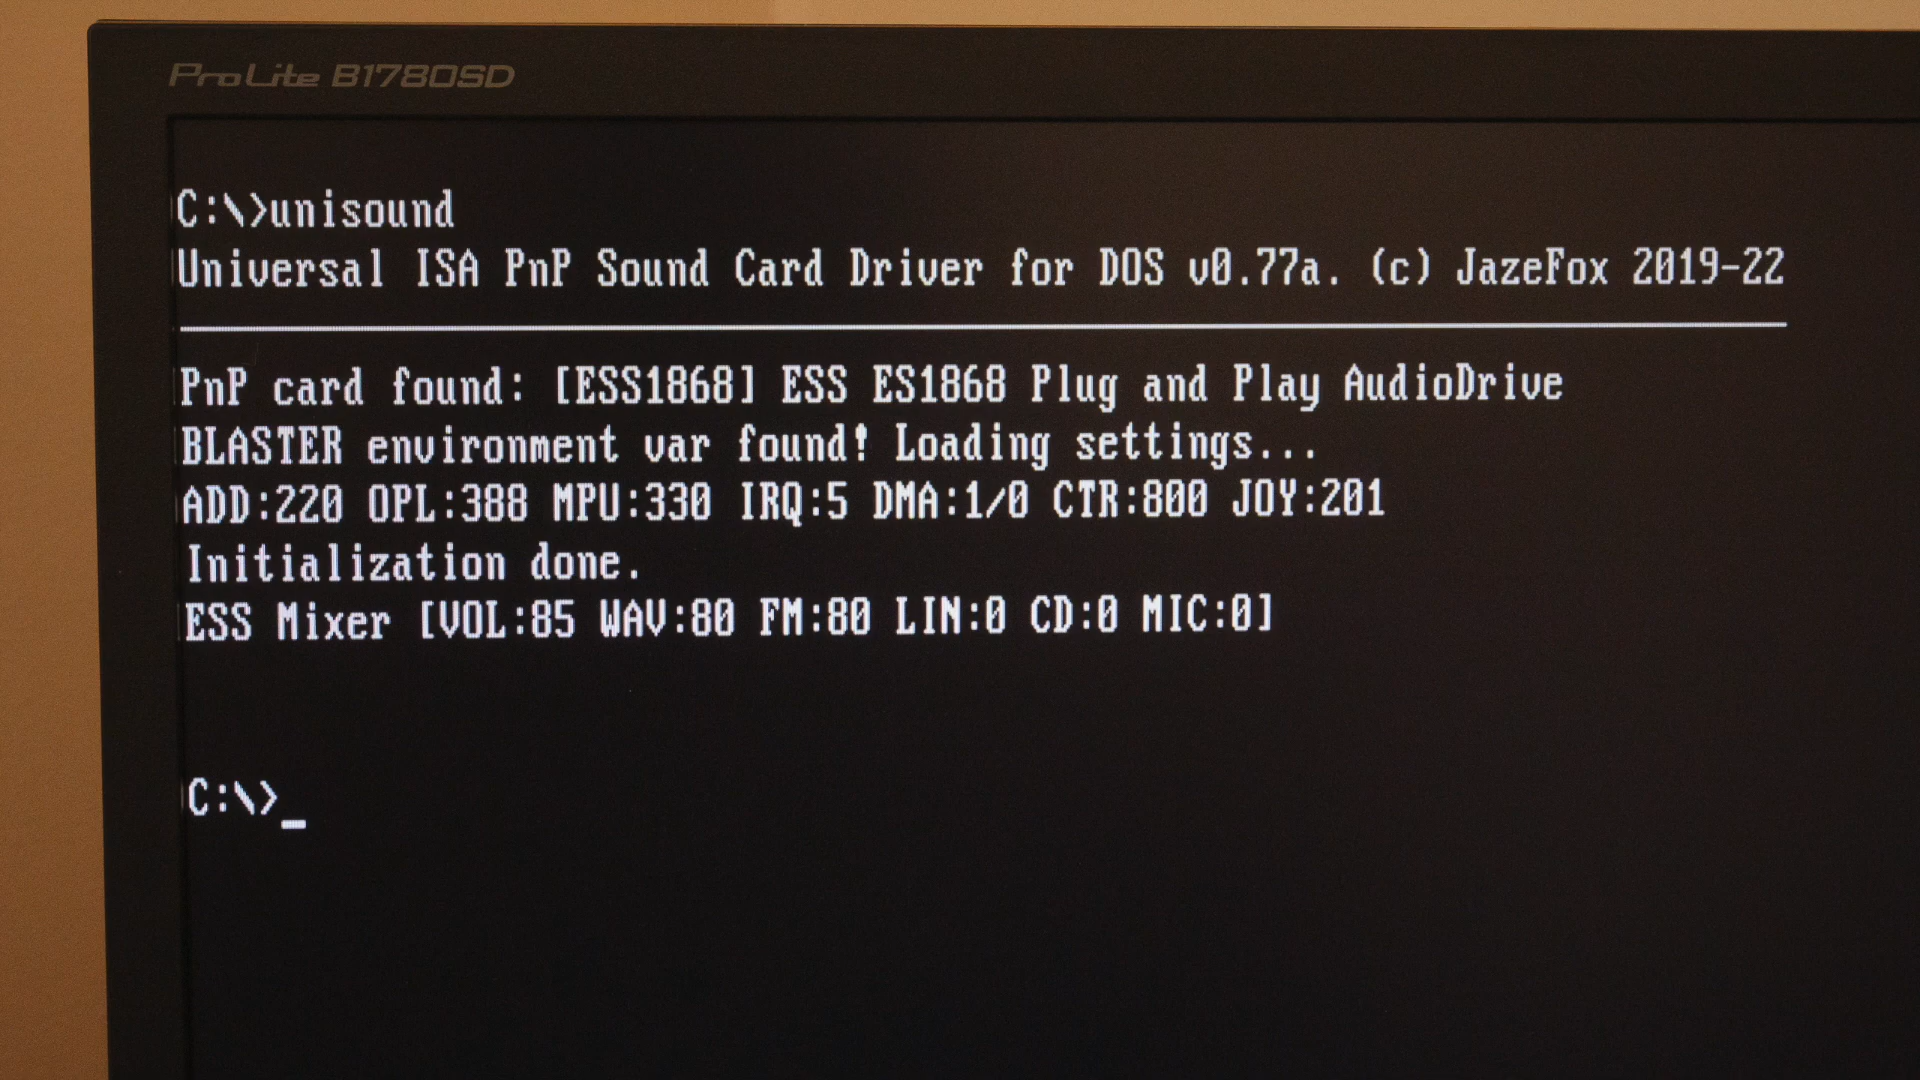 ProLite B1780SD
C:\>unisound
Universal ISA PnP Sound Card Driver for DOS v0.77a. (c) JazeFox 2019-22
PnP card found: [ESS1868] ESS ES1868 Plug and Play AudioDrive
BLASTER environment var found! Loading settings...
ADD:220 OPL:388 MPU:330 IRQ:5 DMA:1/0 CTR:800 JOY:201
Initialization done.
ESS Mixer [VOL:85 WAV:80 FM:80 LIN:0 CD:0 MIC:0]
C:\>_